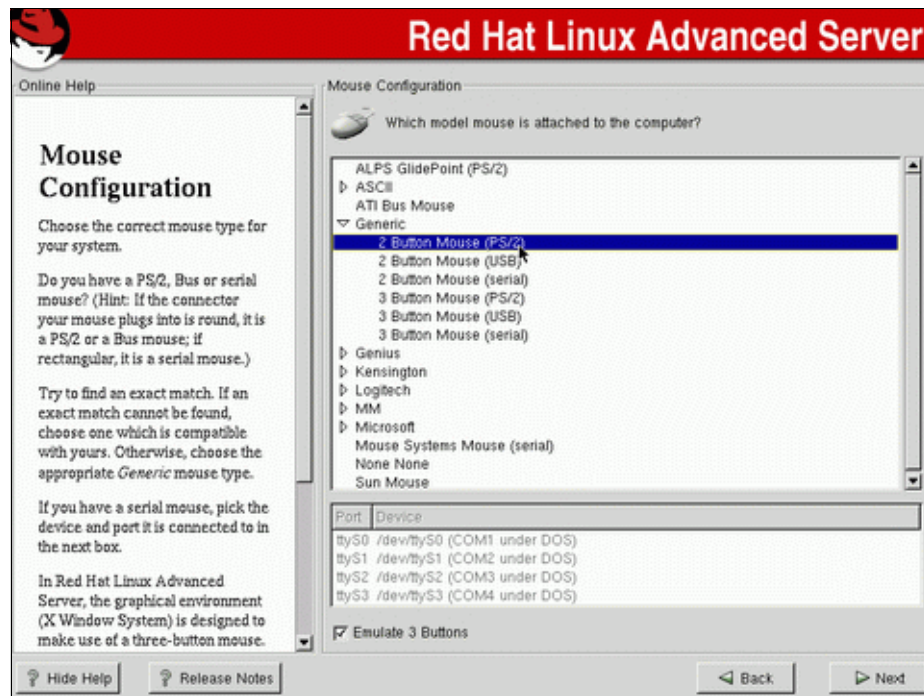 Red Hat Linux Advanced Server
Online Help
Mouse
Configuration
Choose the correct mouse type for
your system.
Do you have a PS/2, Bus or serial
mouse? (Hint: If the connector
your mouse plugs into is round, it is
a PS/2 or a Bus mouse; if
rectangular, it is a serial mouse.)
Try to find an exact match. If an
exact match cannot be found,
choose one which is compatible
with yours. Otherwise, choose the
appropriate Generic mouse type.
If you have a serial mouse, pick the
device and port it is connected to in
the next box.
In Red Hat Linux Advanced
Server, the graphical environment
(X Window System) is designed to
make use of a three-button mouse.
Mouse Configuration
Which model mouse is attached to the computer?
ALPS GlidePoint (PS/2)
ASCII
ATI Bus Mouse
Generic
2 Button Mouse (PS/2)
2 Button Mouse (USB)
2 Button Mouse (serial)
3 Button Mouse (PS/2)
3 Button Mouse (USB)
3 Button Mouse (serial)
Genius
Kensington
Logitech
MM
Microsoft
Mouse Systems Mouse (serial)
None None
Sun Mouse
Port Device
ttyS0 /dev/ttyS0 (COM1 under DOS)
ttyS1 /dev/ttyS1 (COM2 under DOS)
ttyS2 /dev/ttyS2 (COM3 under DOS)
ttyS3 /dev/ttyS3 (COM4 under DOS)
Emulate 3 Buttons
Hide Help Release Notes Back Next